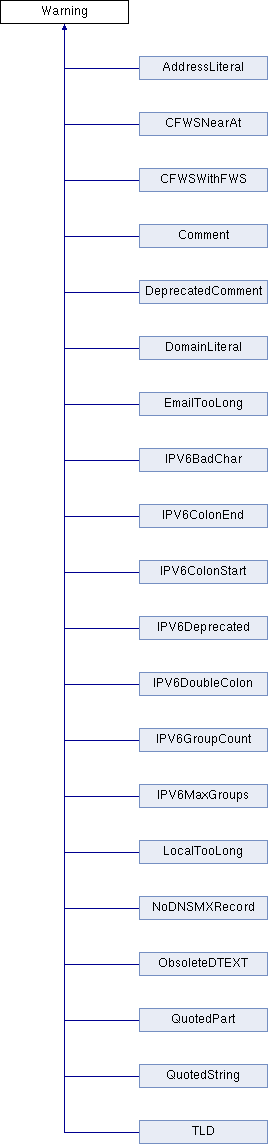 Warning
AddressLiteral
CFWSNearAt
CFWSWithFWS
Comment
DeprecatedComment
DomainLiteral
EmailTooLong
IPV6BadChar
IPV6ColonEnd
IPV6ColonStart
IPV6Deprecated
IPV6DoubleColon
IPV6GroupCount
IPV6MaxGroups
LocalTooLong
NoDNSMXRecord
ObsoleteDTEXT
QuotedPart
QuotedString
TLD